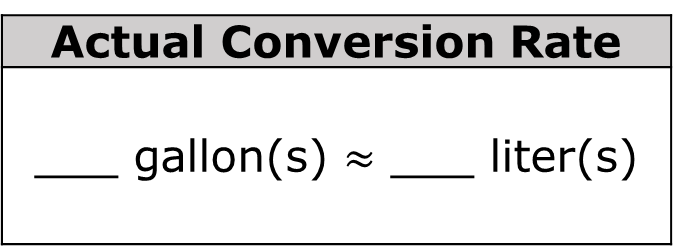 Actual Conversion Rate
___ gallon(s) ≈ ___ liter(s)